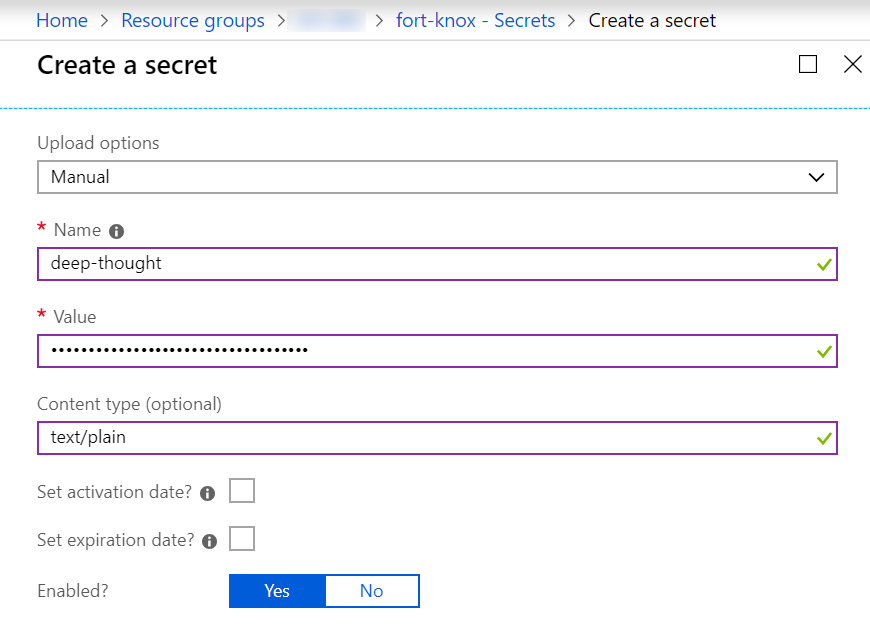 Home > Resource groups > > fort-knox - Secrets > Create a secret
Create a secret
Upload options
Manual
* Name
deep-thought
* Value
••••••••••••••••••••••••••••••••••••
Content type (optional)
text/plain
Set activation date?
Set expiration date?
Enabled?
Yes No